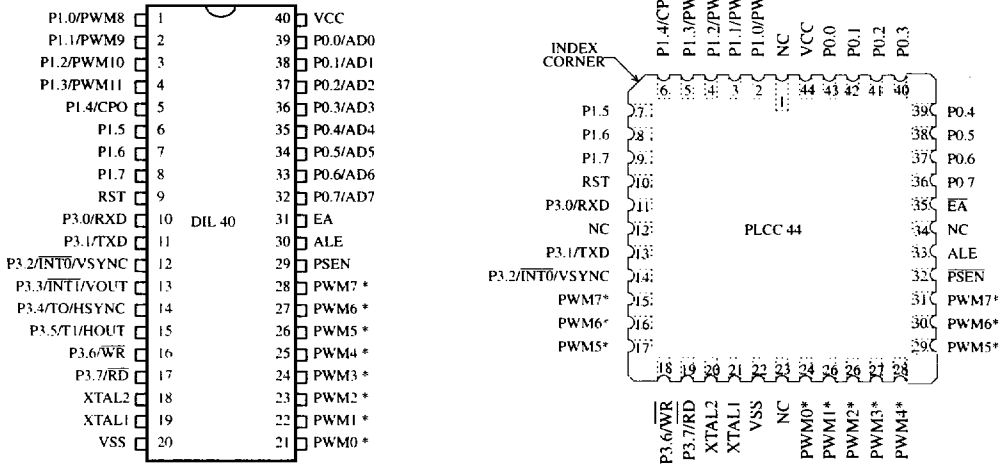 P1.0/PWM8 1 40 VCC
P1.1/PWM9 2 39 P0.0/AD0
P1.2/PWM10 3 38 P0.1/AD1
P1.3/PWM11 4 37 P0.2/AD2
P1.4/CPO 5 36 P0.3/AD3
P1.5 6 35 P0.4/AD4
P1.6 7 34 P0.5/AD5
P1.7 8 33 P0.6/AD6
RST 9 32 P0.7/AD7
P3.0/RXD 10 DIL 40 31 EA
P3.1/TXD 11 30 ALE
P3.2/INT0/VSYNC 12 29 PSEN
P3.3/INT1/VOUT 13 28 PWM7 *
P3.4/TO/HSYNC 14 27 PWM6 *
P3.5/T1/HOUT 15 26 PWM5 *
P3.6/WR 16 25 PWM4 *
P3.7/RD 17 24 PWM3 *
XTAL2 18 23 PWM2 *
XTAL1 19 22 PWM1 *
VSS 20 21 PWM0 *
INDEX
CORNER
P1.4/CP
P1.3/PW
P1.2/P
P1.1/P
P1.0/PW
NC
VCC
P0.0
P0.1
P0.2
P0.3
6 5 4 3 2 1 44 43 42 41 40
P1.5 7 39 P0.4
P1.6 8 38 P0.5
P1.7 9 37 P0.6
RST 10 36 P0.7
P3.0/RXD 11 35 EA
NC 12 PLCC 44 34 NC
P3.1/TXD 13 33 ALE
P3.2/INT0/VSYNC 14 32 PSEN
PWM7* 15 31 PWM7*
PWM6* 16 30 PWM6*
PWM5* 17 29 PWM5*
18 19 20 21 22 23 24 26 26 27 28
P3.6/WR
P3.7/RD
XTAL2
XTAL1
VSS
NC
PWM0*
PWM1*
PWM2*
PWM3*
PWM4*